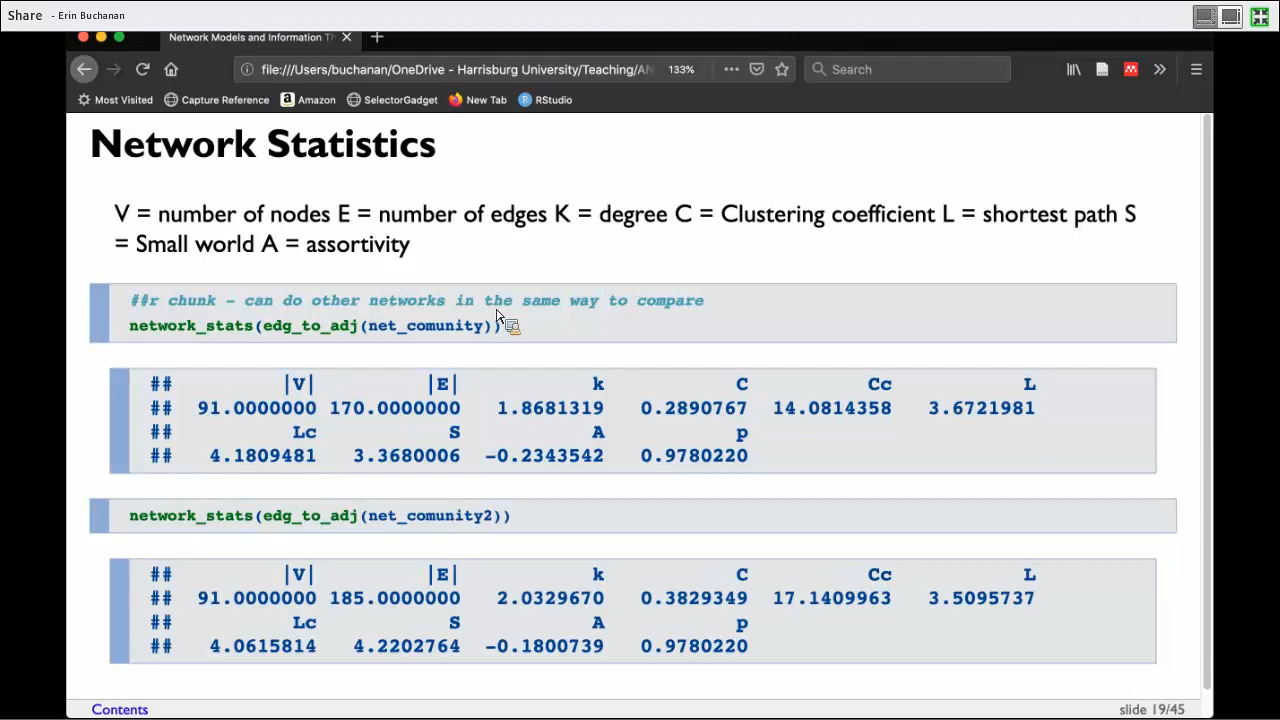 Share - Erin Buchanan
Network Models and Information Th
file:///Users/buchanan/OneDrive - Harrisburg University/Teaching/AN 133% Search
Most Visited Capture Reference Amazon SelectorGadget New Tab RStudio
Network Statistics
V = number of nodes E = number of edges K = degree C = Clustering coefficient L = shortest path S
= Small world A = assortivity
##r chunk - can do other networks in the same way to compare
network_stats(edg_to_adj(net_comunity))
## |V| |E| k C Cc L
## 91.0000000 170.0000000 1.8681319 0.2890767 14.0814358 3.6721981
## Lc S A p
## 4.1809481 3.3680006 -0.2343542 0.9780220
network_stats(edg_to_adj(net_comunity2))
## |V| |E| k C Cc L
## 91.0000000 185.0000000 2.0329670 0.3829349 17.1409963 3.5095737
## Lc S A p
## 4.0615814 4.2202764 -0.1800739 0.9780220
Contents slide 19/45